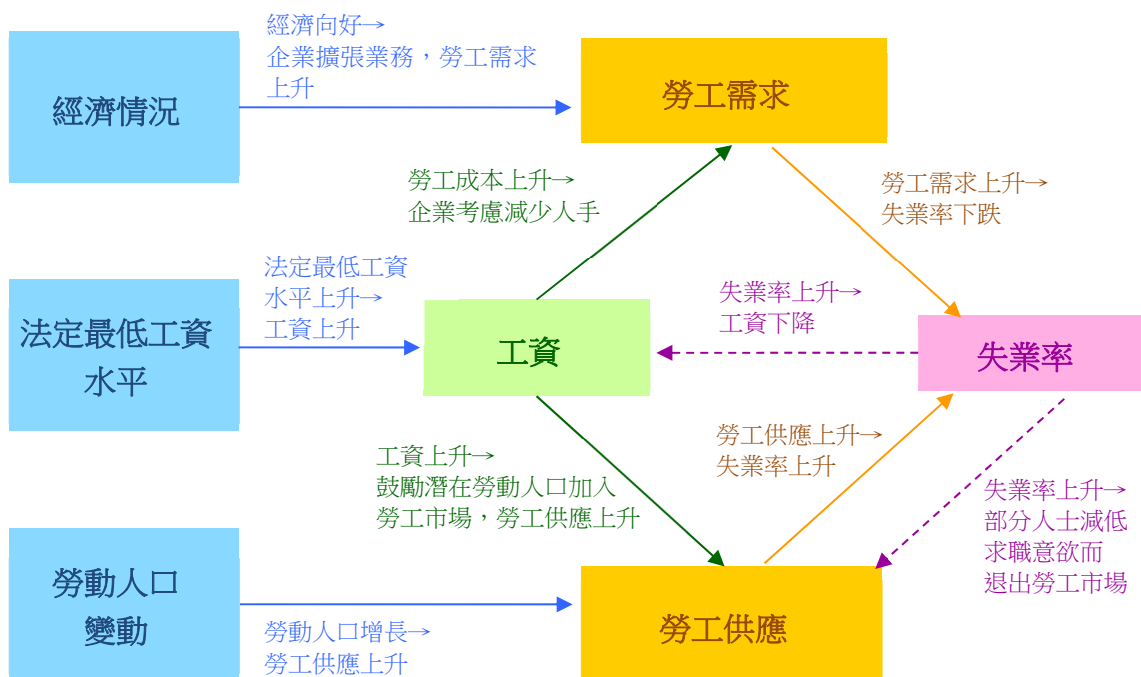 經濟向好→
企業擴張業務，勞工需求
上升
經濟情況
勞工需求
勞工成本上升→
企業考慮減少人手
勞工需求上升→
失業率下跌
法定最低工資
水平上升→
工資上升
法定最低工資
水平
工資
失業率上升→
工資下降
失業率
工資上升→
鼓勵潛在勞動人口加入
勞工市場，勞工供應上升
勞工供應上升→
失業率上升
失業率上升→
部分人士減低
求職意欲而
退出勞工市場
勞動人口
變動
勞動人口增長→
勞工供應上升
勞工供應